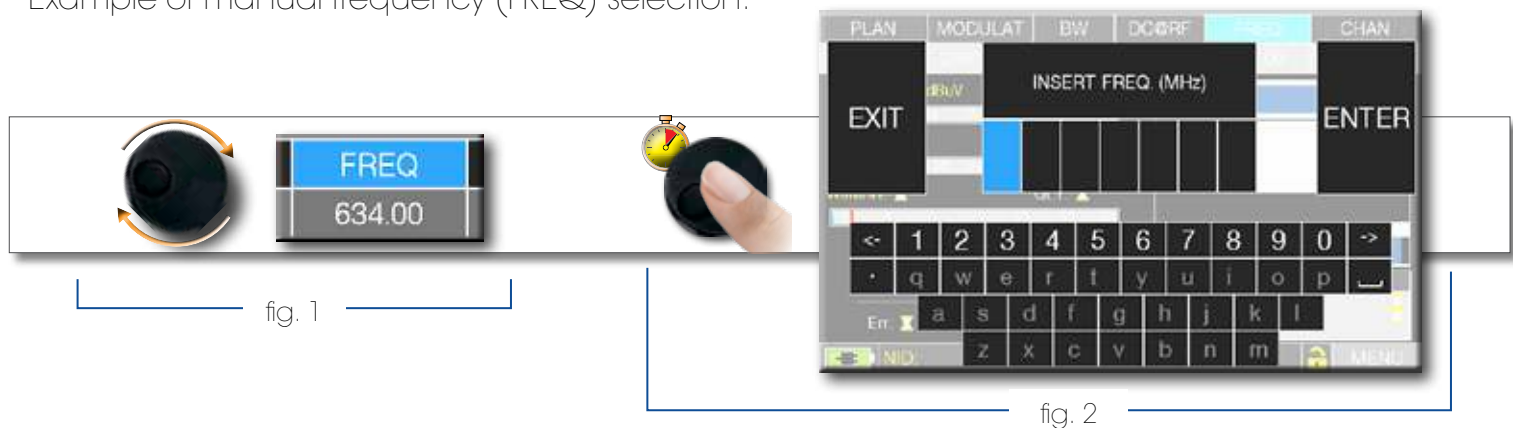 Example of manual frequency (FREQ) selection:
PLAN MODULAT BW DC@RF FREQ CHAN
INSERT FREQ. (MHz)
dBuV
EXIT
ENTER
FREQ
634.00
<- 1 2 3 4 5 6 7 8 9 0 ->
. q w e r t y u i o p
a s d f g h j k l
Err.
z x c v b n m
NID: MENU
fig. 1
fig. 2